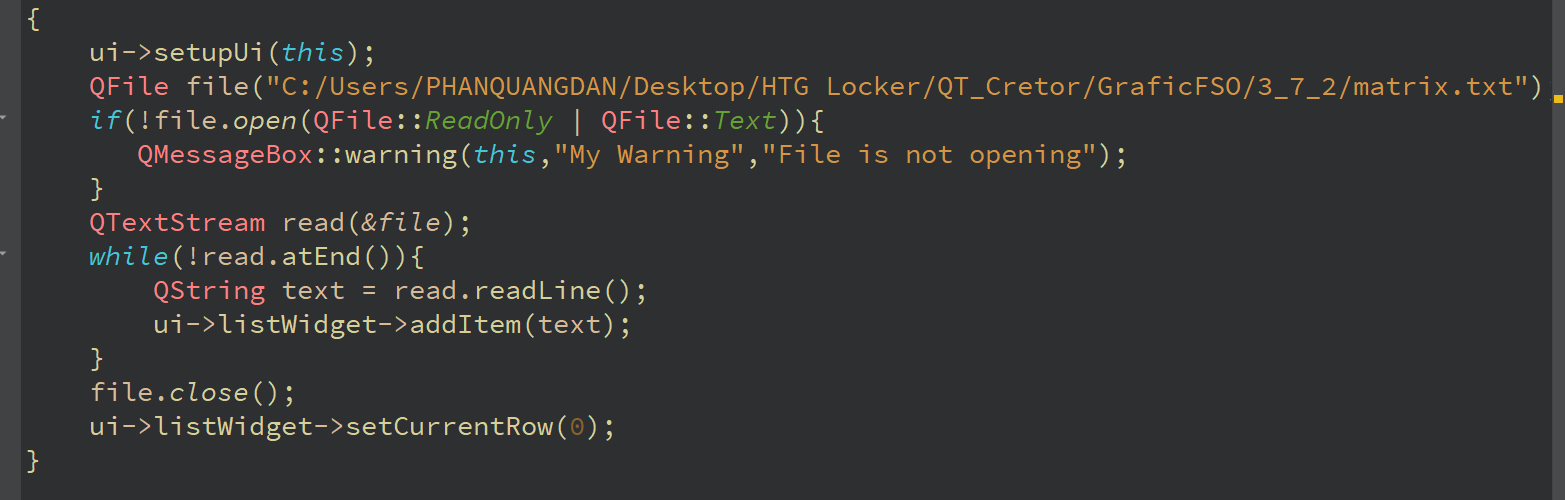 {
ui->setupUi(this);
QFile file("C:/Users/PHANQUANGDAN/Desktop/HTG Locker/QT_Cretor/GraficFSO/3_7_2/matrix.txt")
if(!file.open(QFile::ReadOnly | QFile::Text)){
QMessageBox::warning(this,"My Warning","File is not opening");
}
QTextStream read(&file);
while(!read.atEnd()){
QString text = read.readLine();
ui->listWidget->addItem(text);
}
file.close();
ui->listWidget->setCurrentRow(0);
}